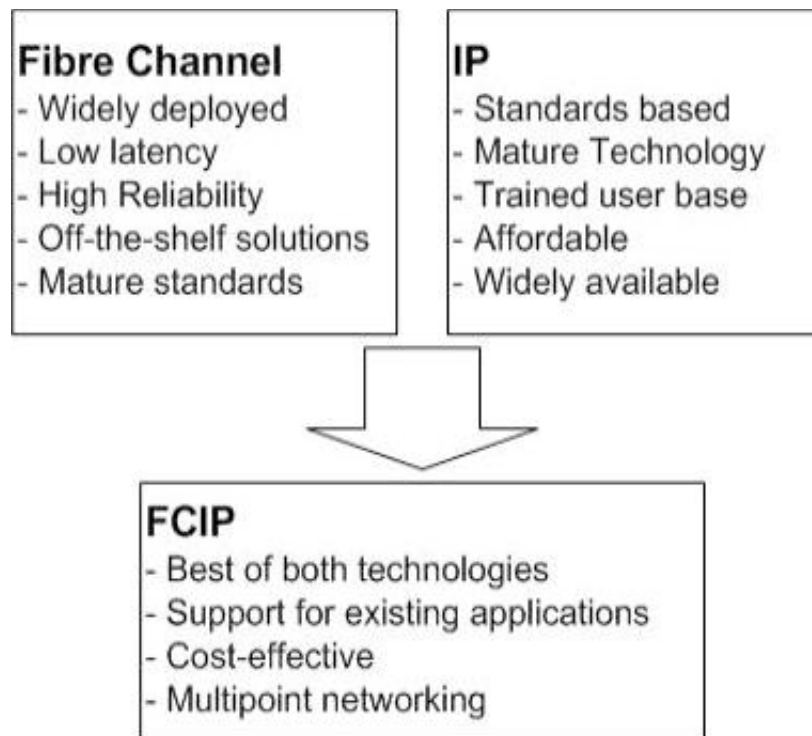 Fibre Channel
- Widely deployed
- Low latency
- High Reliability
- Off-the-shelf solutions
- Mature standards
IP
- Standards based
- Mature Technology
- Trained user base
- Affordable
- Widely available
FCIP
- Best of both technologies
- Support for existing applications
- Cost-effective
- Multipoint networking